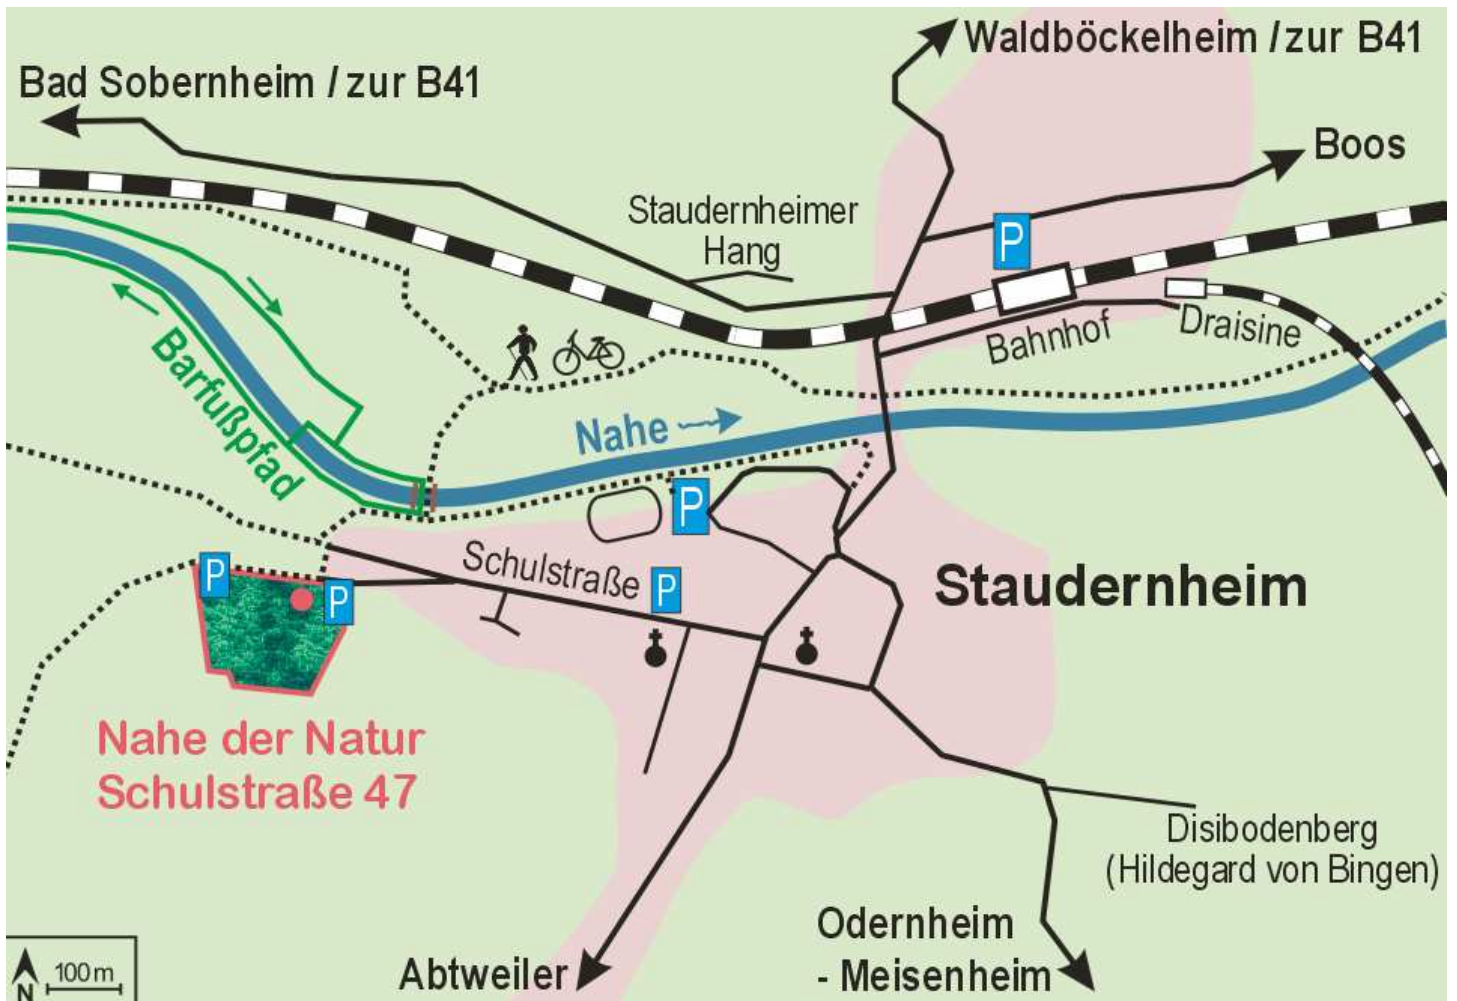 Waldböckelheim / zur B41
Bad Sobernheim / zur B41
Boos
Staudernheimer
Hang
P
Bahnhof
Draisine
Barfußpfad
Nahe
P
Schulstraße
P
Staudernheim
P
P
Nahe der Natur
Schulstraße 47
Disibodenberg
(Hildegard von Bingen)
Odernheim
- Meisenheim
Abtweiler
100 m
N